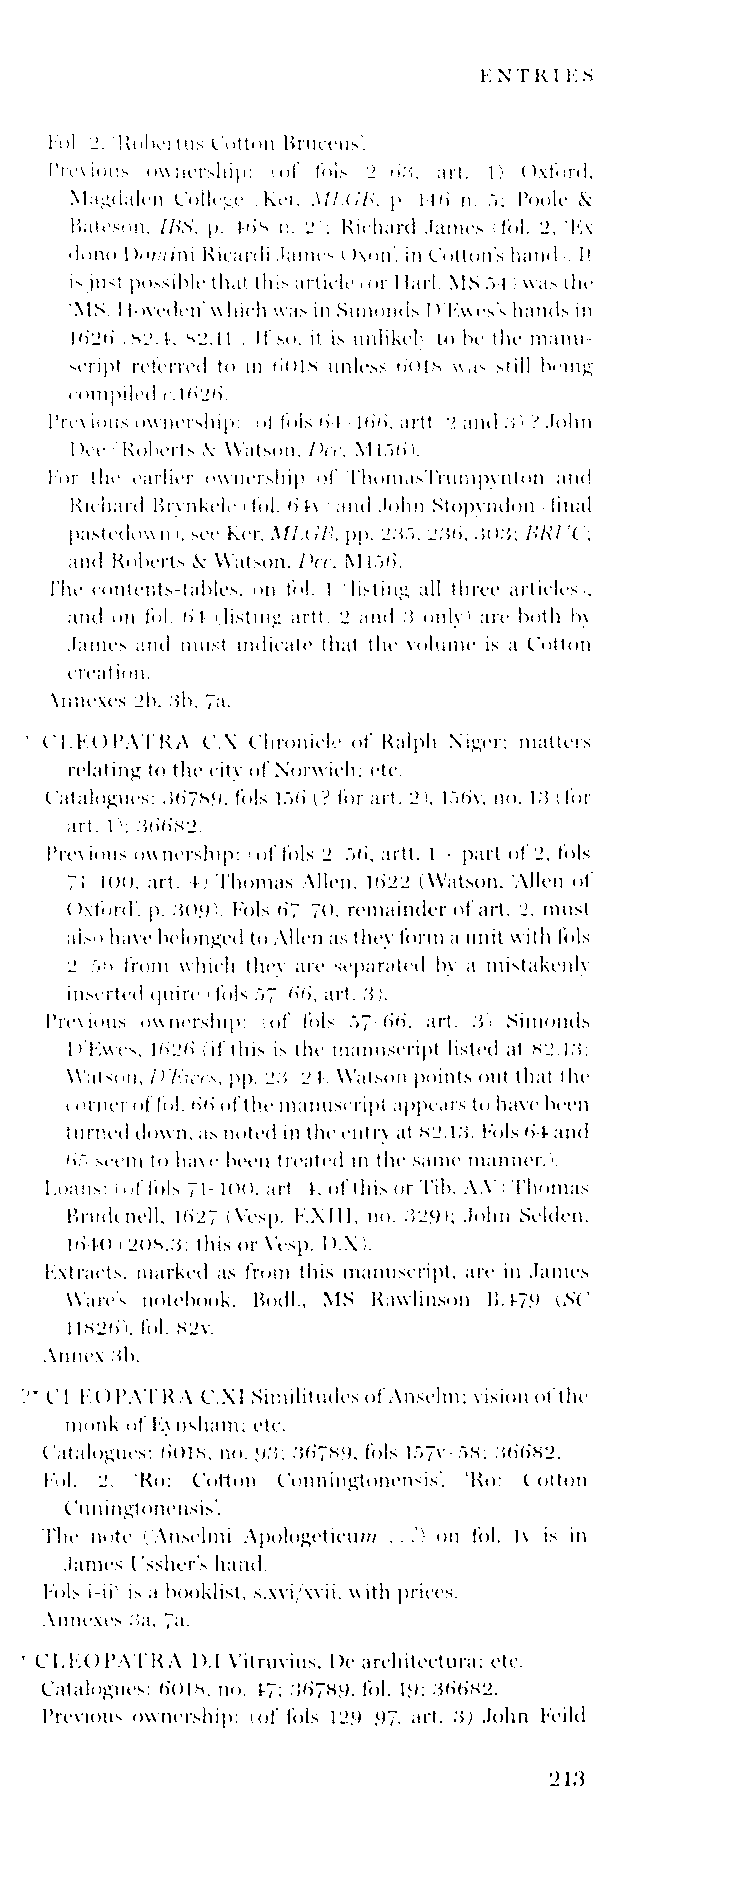 ENTRIES
Fol. 2, 'Robertus Cotton Bruceus'.
Previous ownership: (of fols 2–63, art. 1) Oxford,
Magdalen College (Ker, MLGB, p. 146 n. 5; Poole &
Bateson, IBS, p. 468 n. 2); Richard James (fol. 2, 'Ex
dono Domini Ricardi James Oxon', in Cotton's hand). It
is just possible that this article (or Harl. MS 54) was the
'MS. Hoveden' which was in Simonds D'Ewes's hands in
1626 (82.4, 82.11). If so, it is unlikely to be the manu-
script referred to in 6018 unless 6018 was still being
compiled c.1626.
Previous ownership: (of fols 64–166, artt. 2 and 3) ? John
Dee (Roberts & Watson, Dee, M156).
For the earlier ownership of ThomasTrumpynton and
Richard Brynkele (fol. 64v) and John Stopyndon (final
pastedown), see Ker, MLGB, pp. 235, 236, 303; BRUC;
and Roberts & Watson, Dee, M156.
The contents-tables, on fol. 1 (listing all three articles),
and on fol. 64 (listing artt. 2 and 3 only) are both by
James and must indicate that the volume is a Cotton
creation.
Annexes 2b, 3b, 7a.
* CLEOPATRA C.X Chronicle of Ralph Niger; matters
relating to the city of Norwich; etc.
Catalogues: 36789, fols 156 (? for art. 2), 156v, no. 13 (for
art. 1); 36682.
Previous ownership: (of fols 2–56, artt. 1 – part of 2, fols
71–100, art. 4) Thomas Allen, 1622 (Watson, 'Allen of
Oxford', p. 309). Fols 67–70, remainder of art. 2, must
also have belonged to Allen as they form a unit with fols
2–56 from which they are separated by a mistakenly
inserted quire (fols 57–66, art. 3).
Previous ownership: (of fols 57–66, art. 3) Simonds
D'Ewes, 1626 (if this is the manuscript listed at 82.13;
Watson, D'Ewes, pp. 23–24. Watson points out that the
corner of fol. 66 of the manuscript appears to have been
turned down, as noted in the entry at 82.13. Fols 64 and
65 seem to have been treated in the same manner.).
Loans: (of fols 71–100, art. 4, of this or Tib. A.V) Thomas
Brudenell, 1627 (Vesp. F.XIII, no. 329); John Selden,
1640 (208.3: this or Vesp. D.X).
Extracts, marked as from this manuscript, are in James
Ware's notebook, Bodl., MS Rawlinson B.479 (SC
11826), fol. 82v.
Annex 3b.
?* CLEOPATRA C.XI Similitudes of Anselm; vision of the
monk of Eynsham; etc.
Catalogues: 6018, no. 93; 36789, fols 157v–58; 36682.
Fol. 2, 'Ro: Cotton Conningtonensis', 'Ro: Cotton
Cuningtonensis'.
The note ('Anselmi Apologeticum . . .') on fol. 1v is in
James Ussher's hand.
Fols i-ii is a booklist, s.xvi/xvii, with prices.
Annexes 3a, 7a.
* CLEOPATRA D.I Vitruvius, De architectura; etc.
Catalogues: 6018, no. 47; 36789, fol. 19; 36682.
Previous ownership: (of fols 129–97, art. 3) John Feild
213